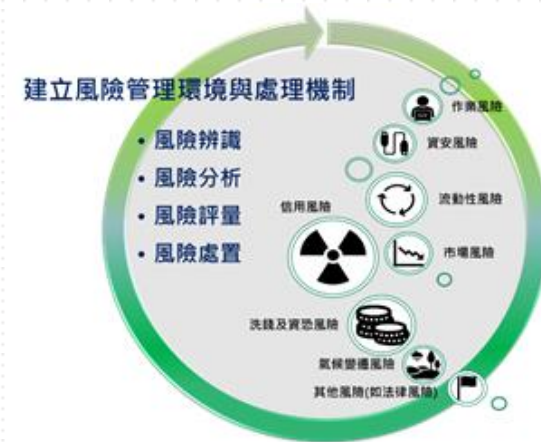 建立風險管理環境與處理機制
• 風險辨識
• 風險分析
• 風險評量
• 風險處置
作業風險
資安風險
流動性風險
信用風險
市場風險
洗錢及資恐風險
氣候變遷風險
其他風險(如法律風險)